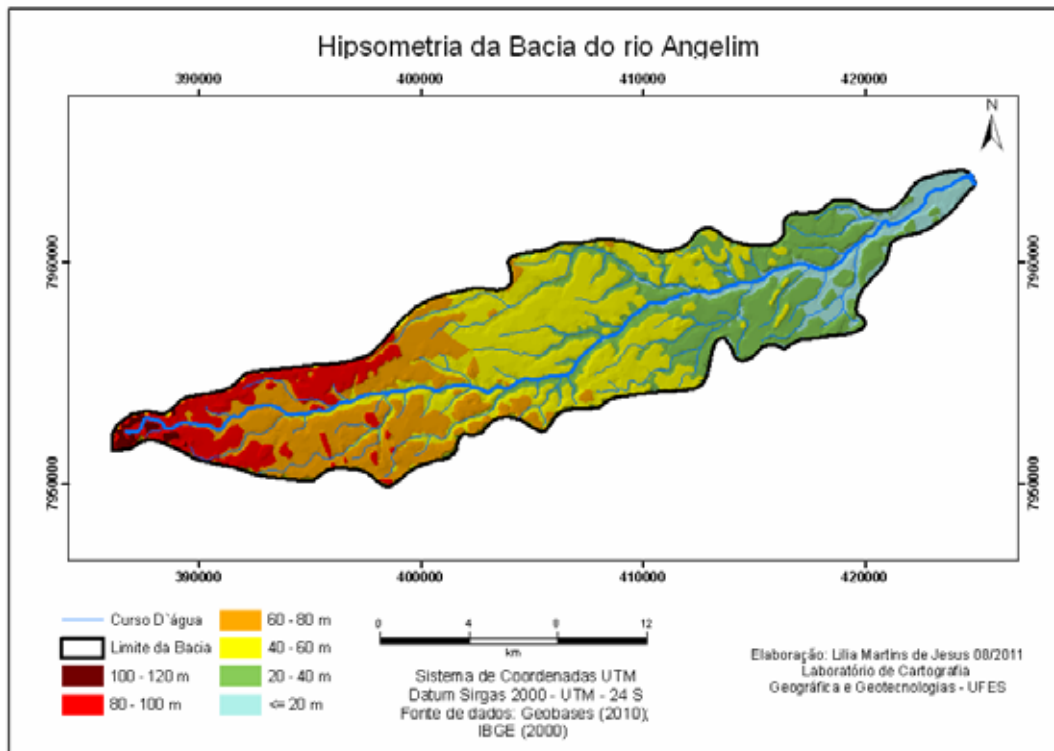 Hipsometria da Bacia do rio Angelim
390000 400000 410000 420000
N
7960000 7960000
7950000 7950000
390000 400000 410000 420000
Curso D`água
Limite da Bacia
100 - 120 m
80 - 100 m
60 - 80 m
40 - 60 m
20 - 40 m
<= 20 m
0 4 8 12
km
Sistema de Coordenadas UTM
Datum Sirgas 2000 - UTM - 24 S
Fonte de dados: Geobases (2010);
IBGE (2000)
Elaboração: Lilia Martins de Jesus 08/2011
Laboratório de Cartografia
Geográfica e Geotecnologias - UFES